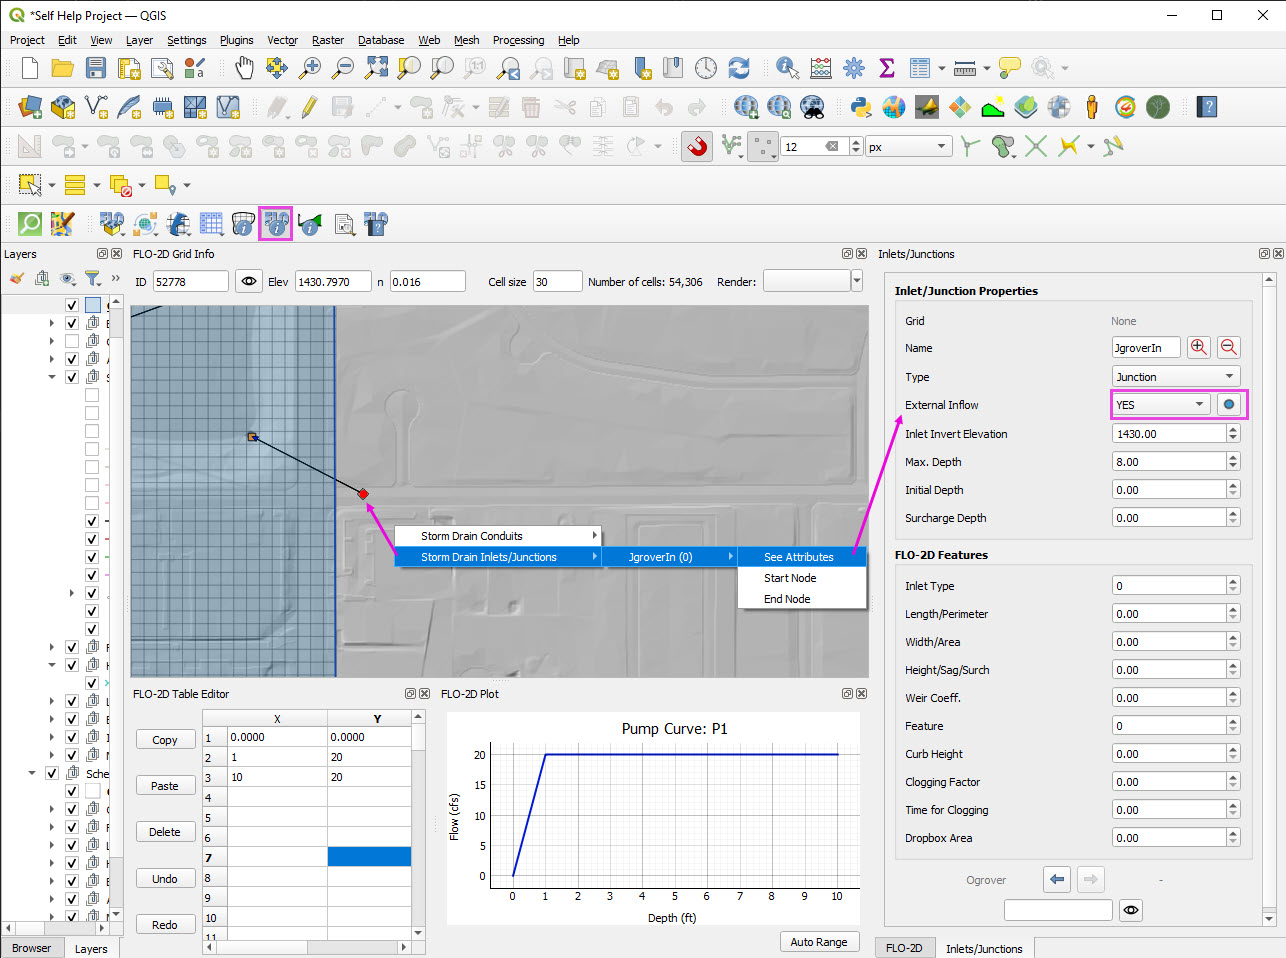 *Self Help Project — QGIS
Project Edit View Layer Settings Plugins Vector Raster Database Web Mesh Processing Help
12 px
Layers
FLO-2D Grid Info
Inlets/Junctions
ID 52778 Elev 1430.7970 n 0.016 Cell size 30 Number of cells: 54,306 Render:
Inlet/Junction Properties
Grid None
Name JgroverIn
Type Junction
External Inflow YES
Inlet Invert Elevation 1430.00
Max. Depth 8.00
Initial Depth 0.00
Surcharge Depth 0.00
Storm Drain Conduits
Storm Drain Inlets/Junctions JgroverIn (0) See Attributes
Start Node
End Node
FLO-2D Features
Inlet Type 0
Length/Perimeter 0.00
Width/Area 0.00
Height/Sag/Surch 0.00
Weir Coeff. 0.00
Feature 0
Curb Height 0.00
Clogging Factor 0.00
Time for Clogging 0.00
Dropbox Area 0.00
Ogrover -
Sche
FLO-2D Table Editor
Copy
Paste
Delete
Undo
Redo
X Y
1 0.0000 0.0000
2 1 20
3 10 20
4
5
6
7
8
9
10
11
FLO-2D Plot
Pump Curve: P1
Flow (cfs)
20
15
10
5
0
0 1 2 3 4 5 6 7 8 9 10
Depth (ft)
Auto Range
Browser Layers
FLO-2D Inlets/Junctions